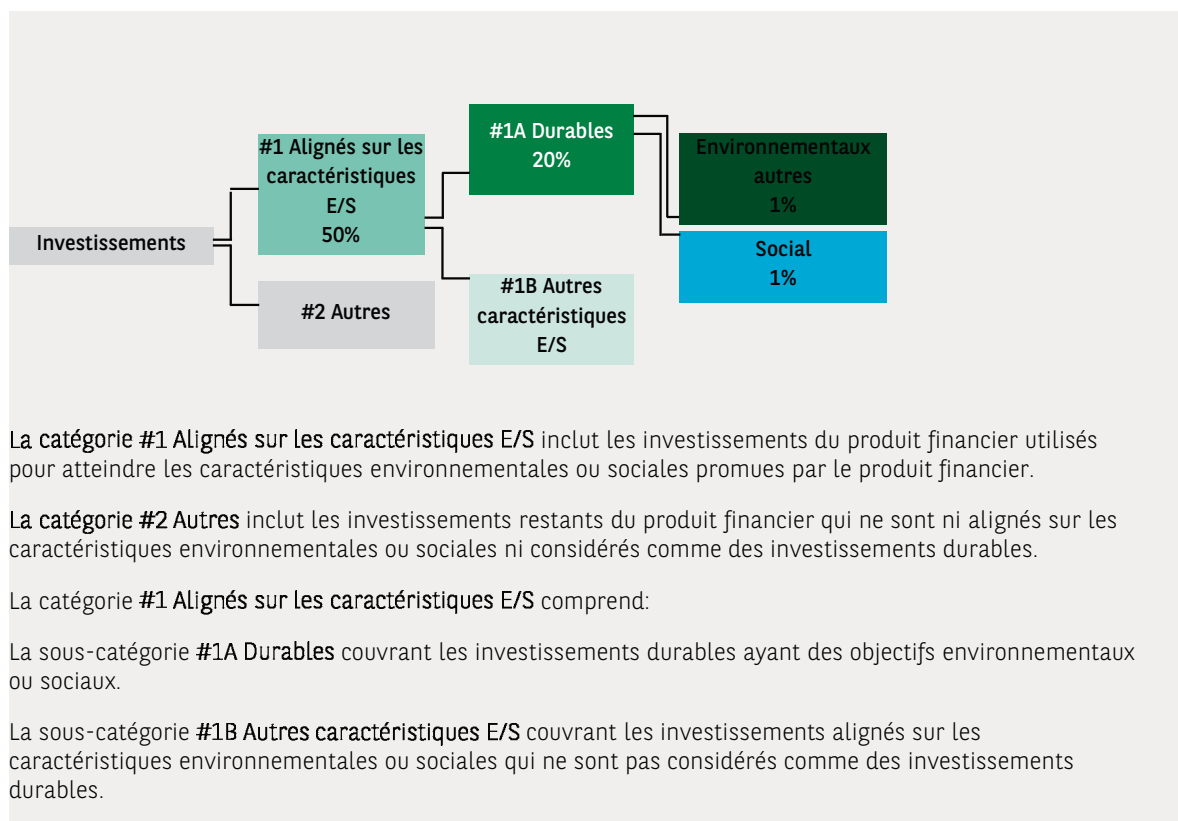 #1A Durables
20%
#1 Alignés sur les
caractéristiques
E/S
50%
Environnementaux
autres
1%
Investissements
Social
1%
#2 Autres
#1B Autres
caractéristiques
E/S
La catégorie #1 Alignés sur les caractéristiques E/S inclut les investissements du produit financier utilisés
pour atteindre les caractéristiques environnementales ou sociales promues par le produit financier.
La catégorie #2 Autres inclut les investissements restants du produit financier qui ne sont ni alignés sur les
caractéristiques environnementales ou sociales ni considérés comme des investissements durables.
La catégorie #1 Alignés sur les caractéristiques E/S comprend:
La sous-catégorie #1A Durables couvrant les investissements durables ayant des objectifs environnementaux
ou sociaux.
La sous-catégorie #1B Autres caractéristiques E/S couvrant les investissements alignés sur les
caractéristiques environnementales ou sociales qui ne sont pas considérés comme des investissements
durables.